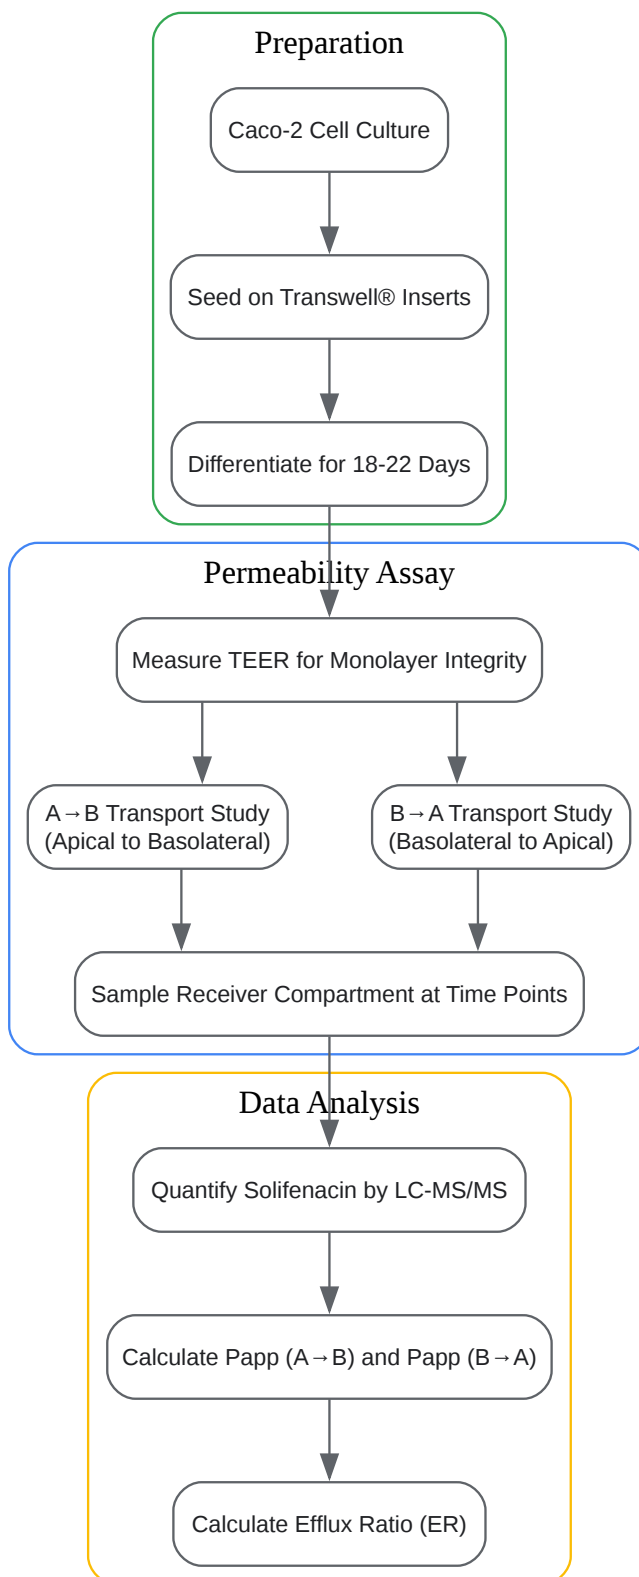 Preparation
Caco-2 Cell Culture
Seed on Transwell® Inserts
Differentiate for 18-22 Days
Permeability Assay
Measure TEER for Monolayer Integrity
A→B Transport Study
(Apical to Basolateral)
B→A Transport Study
(Basolateral to Apical)
Sample Receiver Compartment at Time Points
Data Analysis
Quantify Solifenacin by LC-MS/MS
Calculate Papp (A→B) and Papp (B→A)
Calculate Efflux Ratio (ER)